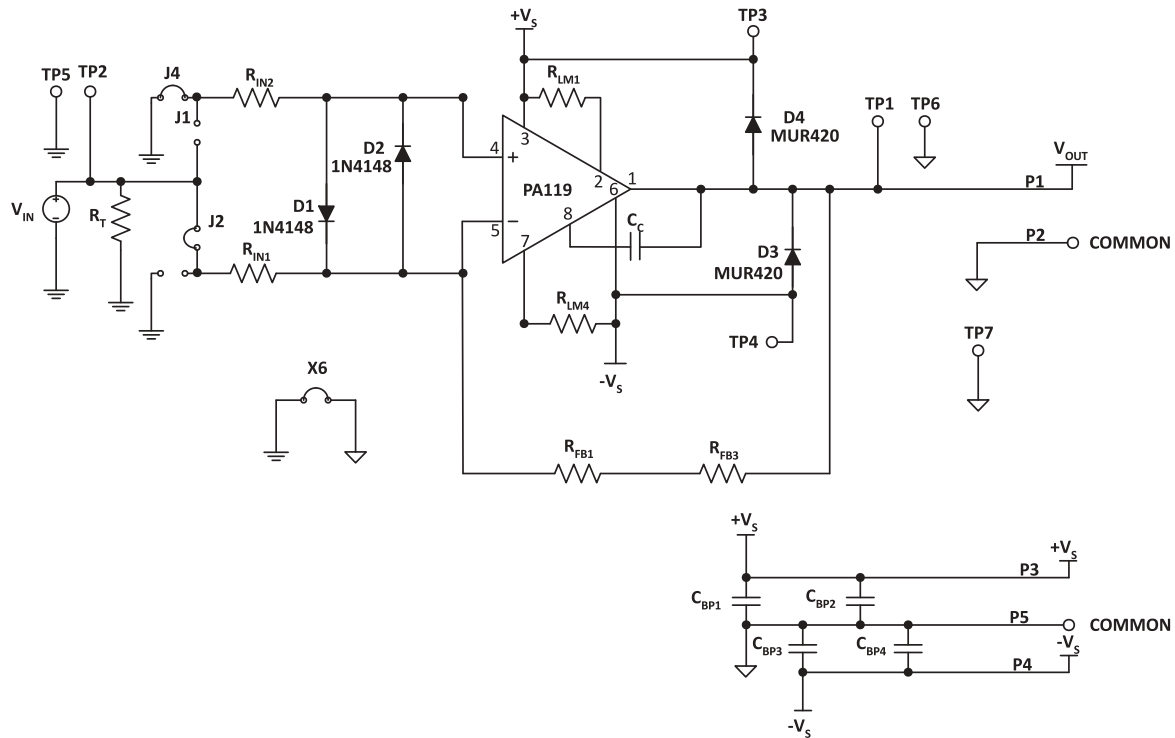 +VS
TP3
TP5 TP2 J4 RIN2 RLM1
J1
D4
MUR420
TP1 TP6
3
4
+
D2
1N4148
PA119
2 6 1
VOUT
P1
VIN
RT
J2
D1
1N4148
−
5
8
CC
7
D3
MUR420
P2 COMMON
RIN1
RLM4
TP4
TP7
-VS
X6
RFB1 RFB3
+VS
+VS
P3
CBP1 CBP2
P5 COMMON
CBP3 CBP4
-VS
P4
-VS